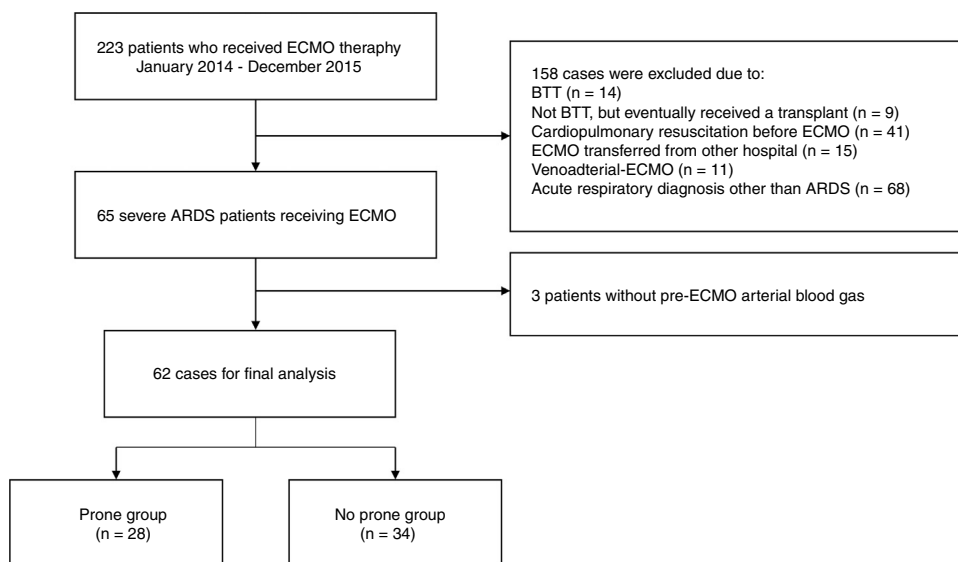 223 patients who received ECMO theraphy
January 2014 - December 2015
158 cases were excluded due to:
BTT (n = 14)
Not BTT, but eventually received a transplant (n = 9)
Cardiopulmonary resuscitation before ECMO (n = 41)
ECMO transferred from other hospital (n = 15)
Venoadterial-ECMO (n = 11)
Acute respiratory diagnosis other than ARDS (n = 68)
65 severe ARDS patients receiving ECMO
3 patients without pre-ECMO arterial blood gas
62 cases for final analysis
Prone group
(n = 28)
No prone group
(n = 34)